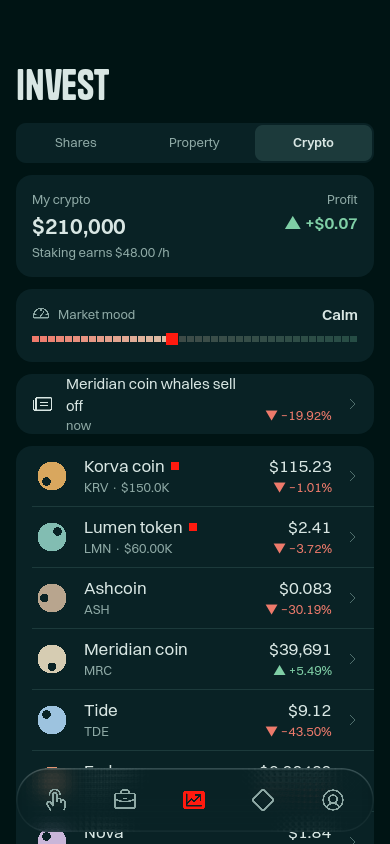 INVEST
Shares
Property
Crypto
My crypto
Profit
$210,000
▲ +$0.07
Staking earns $48.00 /h
Market mood
Calm
Meridian coin whales sell
off
▼ −19.92%
now
Korva coin
$115.23
KRV · $150.0K
▼ −1.01%
Lumen token
$2.41
LMN · $60.00K
▼ −3.72%
Ashcoin
$0.083
ASH
▼ −30.19%
Meridian coin
$39,691
MRC
▲ +5.49%
Tide
$9.12
TDE
▼ −43.50%
Nova
$1.84